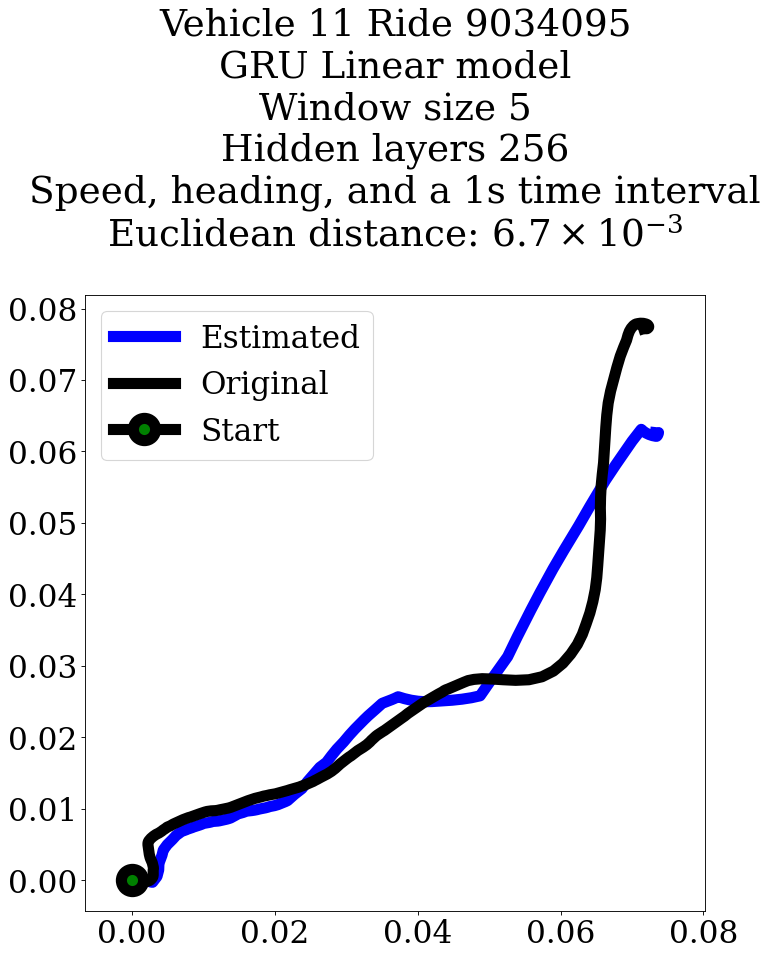 Vehicle 11 Ride 9034095
GRU Linear model
Window size 5
Hidden layers 256
Speed, heading, and a 1s time interval
Euclidean distance: 6.7 × 10⁻³
Estimated
Original
Start
0.08
0.07
0.06
0.05
0.04
0.03
0.02
0.01
0.00
0.00 0.02 0.04 0.06 0.08